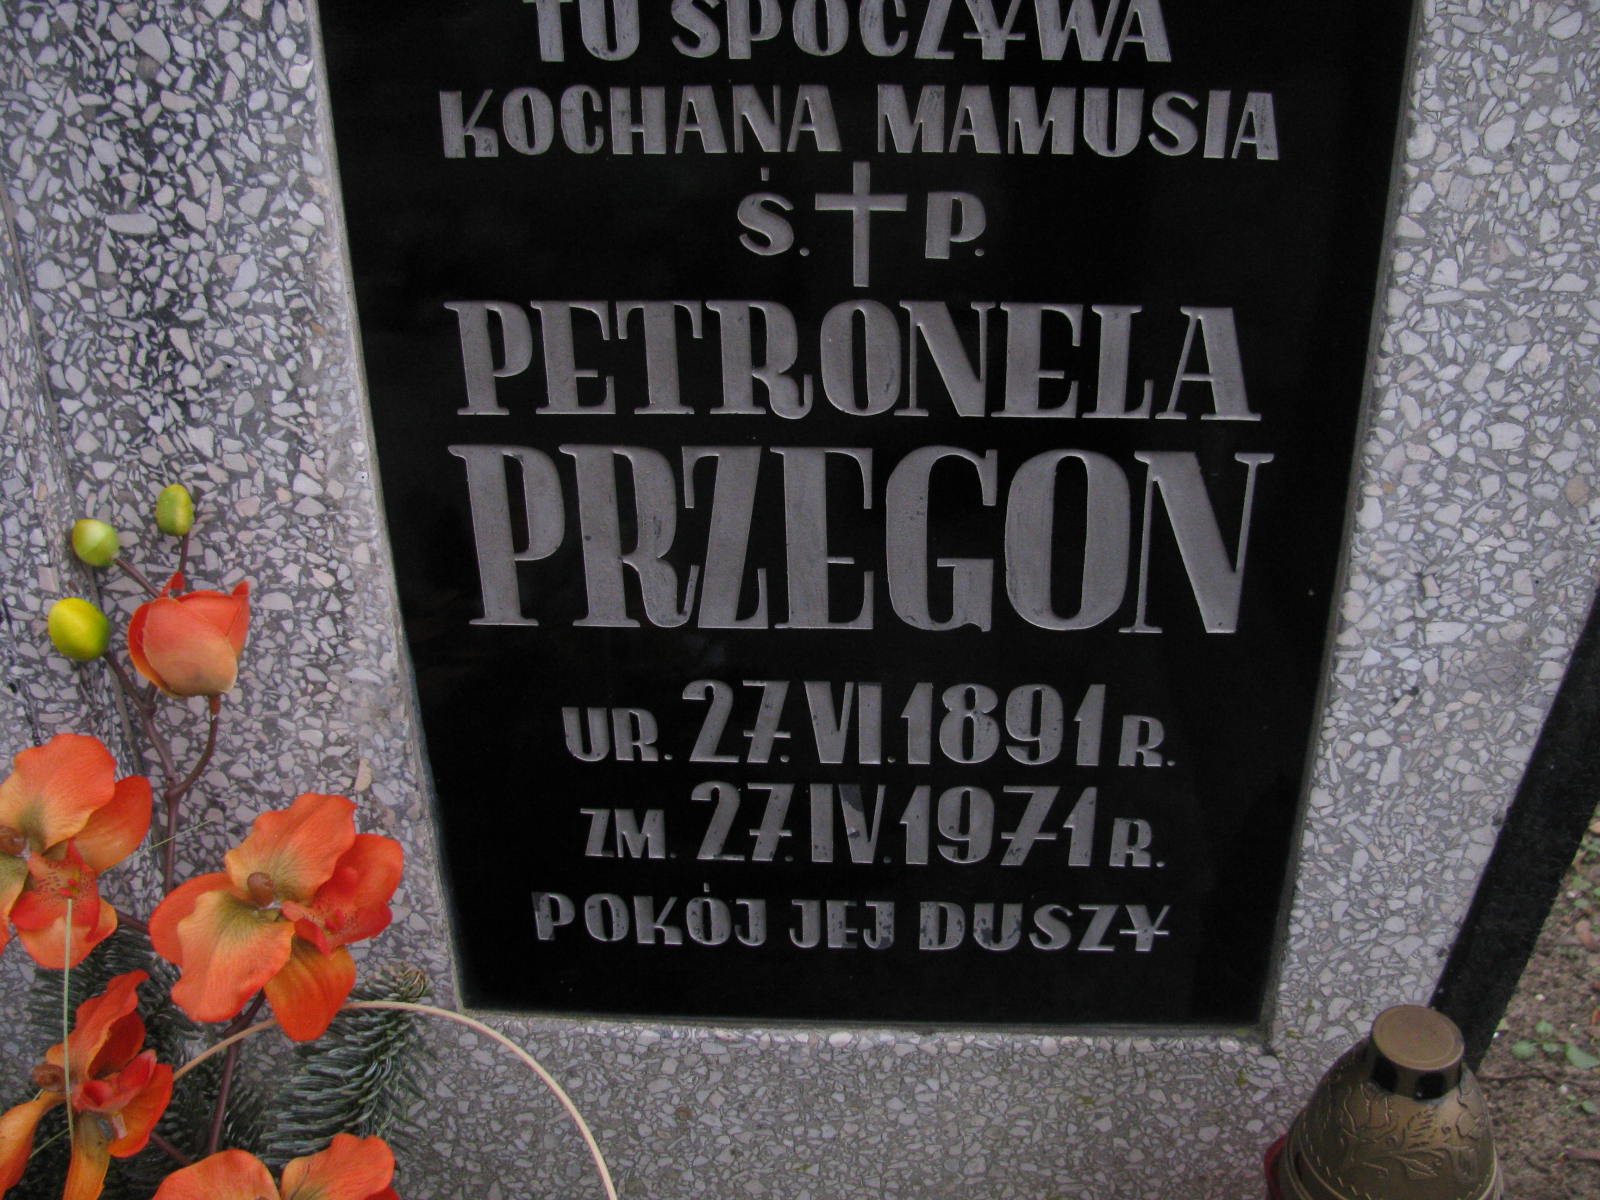 TU SPOCZYWA
KOCHANA MAMUSIA
Ś. P.
PETRONELA
PRZEGON
UR. 27.VI.1891 R.
ZM. 27.IV.1971 R.
POKÓJ JEJ DUSZY